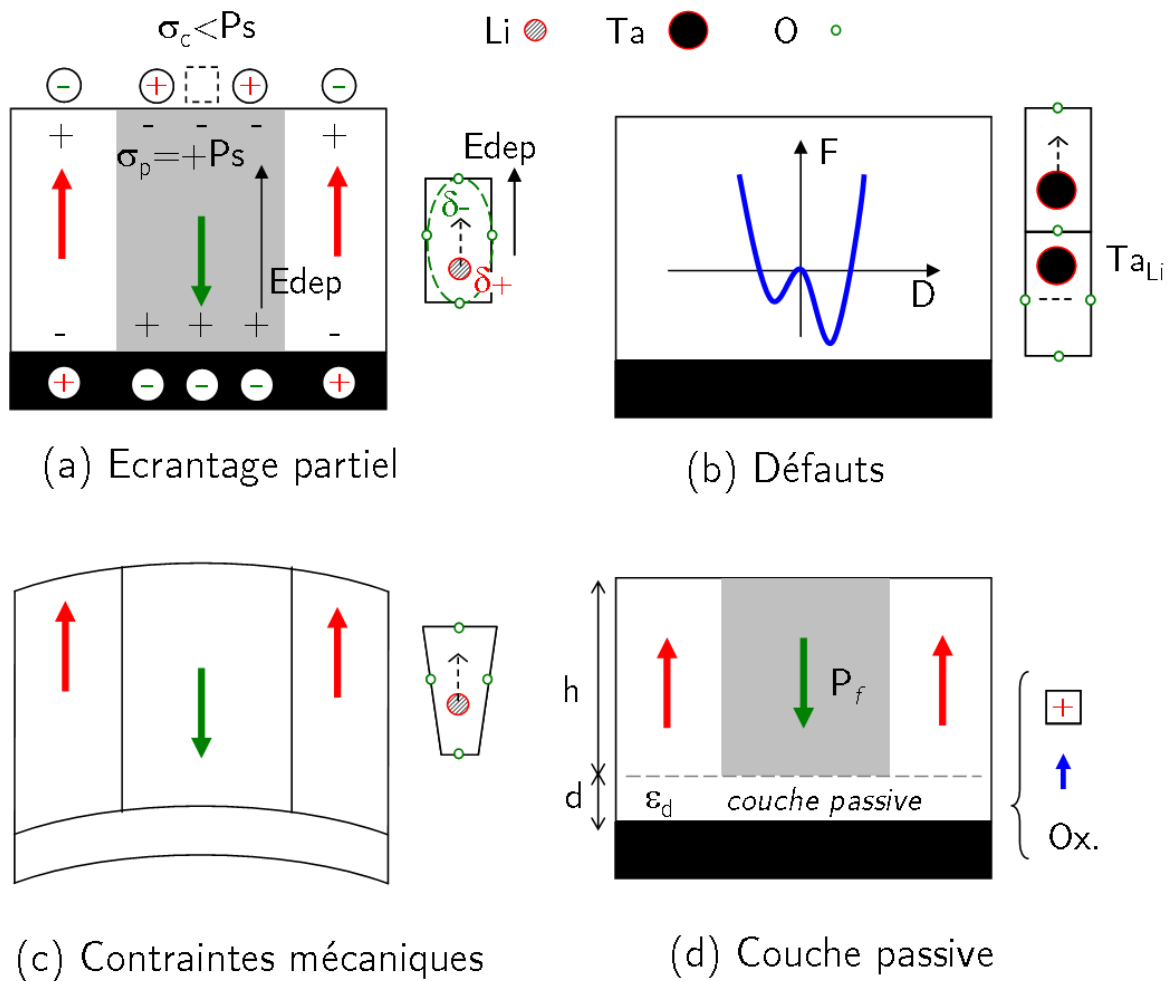 σc<Ps
Li Ta O
- + + -
+ - - - +
σp=+Ps
Edep
- + + + -
+ - - - +
Edep
δ-
δ+
(a) Ecrantage partiel
F
D
TaLi
(b) Défauts
(c) Contraintes mécaniques
h
d
Pf
εd couche passive
+
Ox.
(d) Couche passive